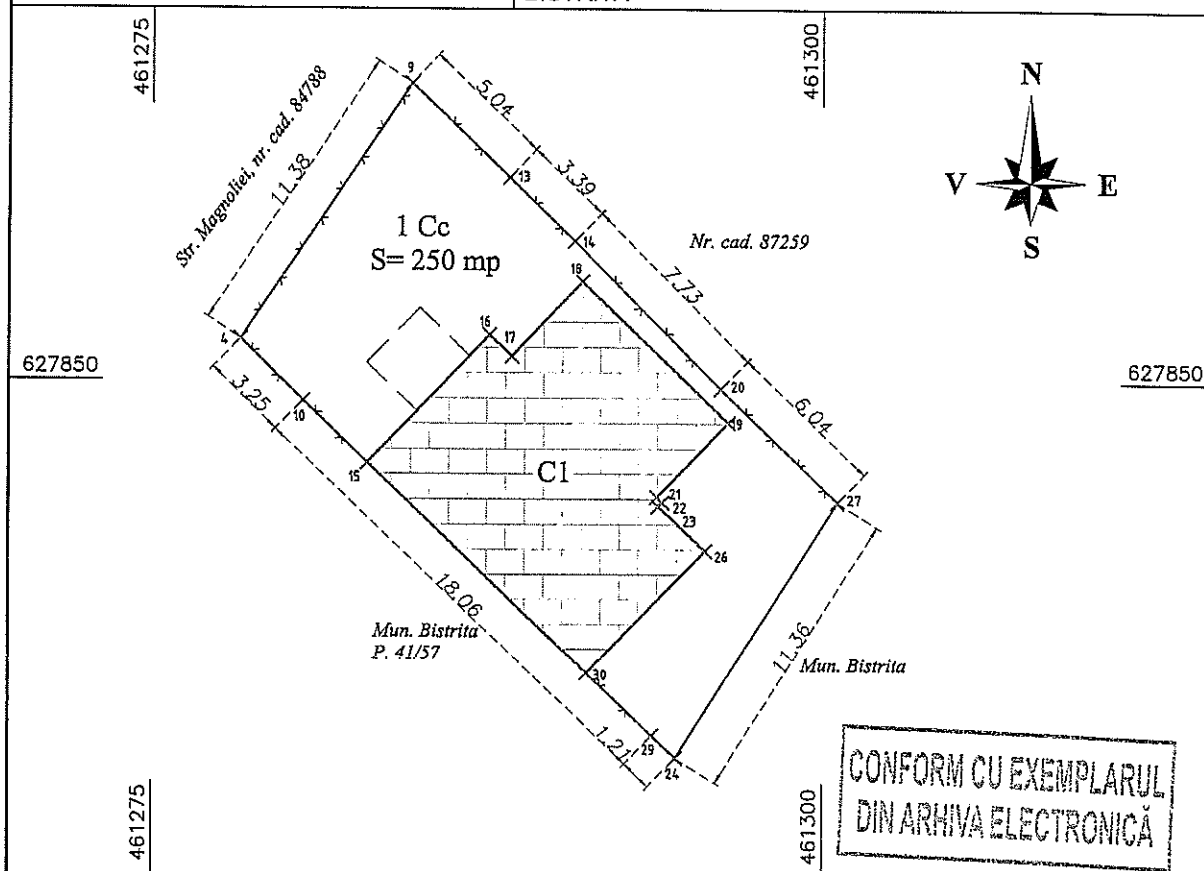 461275
461300
N
V
E
S
9
5.04
Str. Magnoliei, nr. cad. 84788
11.38
13
3.39
1 Cc
S= 250 mp
14
Nr. cad. 87259
7.73
18
16
17
4
627850
627850
3.25
10
20
6.04
19
15
C1
21
22
23
27
26
18.06
Mun. Bistrita
P. 41/57
11.36
Mun. Bistrita
30
1.21
29
24
CONFORM CU EXEMPLARUL
DIN ARHIVA ELECTRONICĂ
461275
461300